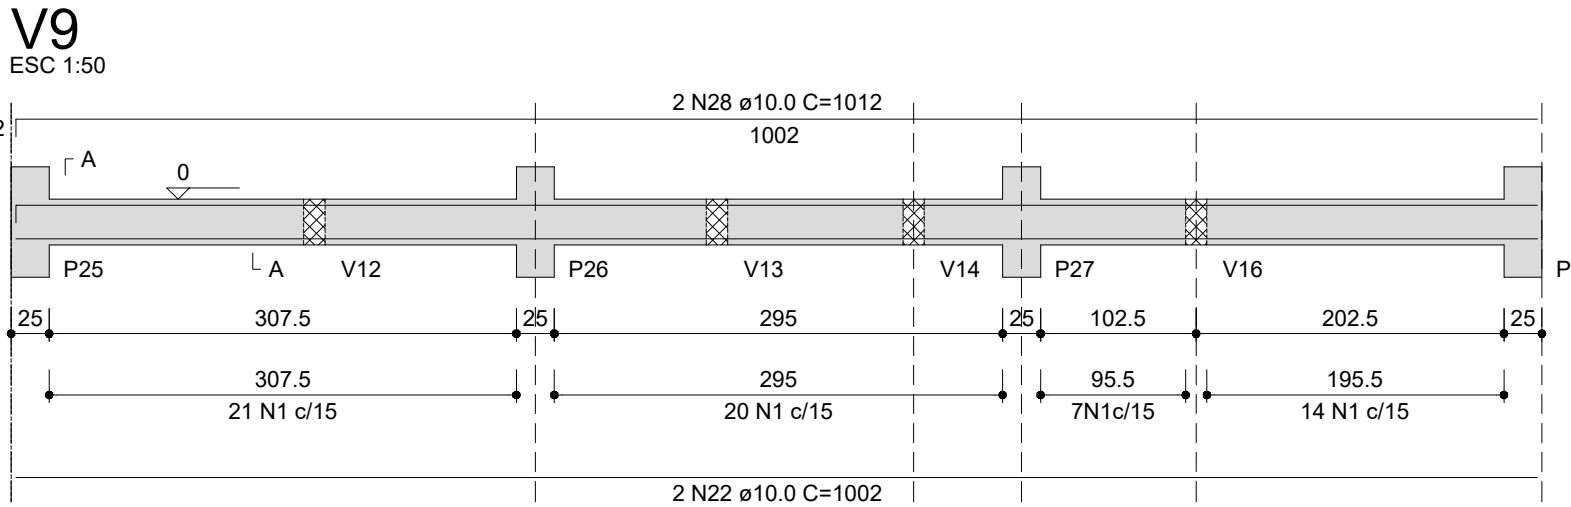 V9
ESC 1:50
2 N28 ø10.0 C=1012
1002
A
0
P25
A
V12
P26
V13
V14
P27
V16
P
25 307.5 25 295 25 102.5 202.5 25
307.5 295 95.5 195.5
21 N1 c/15 20 N1 c/15 7N1c/15 14 N1 c/15
2 N22 ø10.0 C=1002